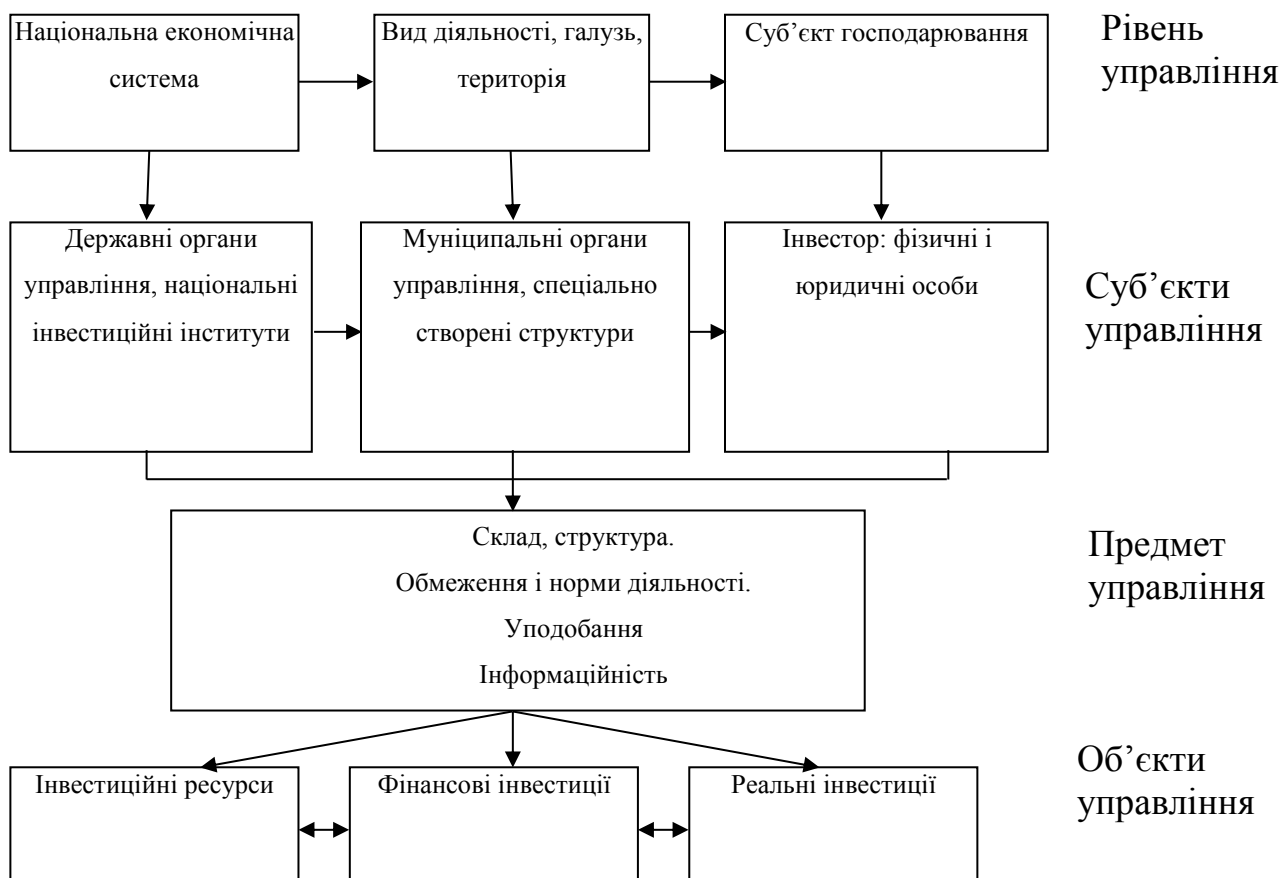 Національна економічна
система
Вид діяльності, галузь,
територія
Суб’єкт господарювання
Рівень
управління
Державні органи
управління, національні
інвестиційні інститути
Муніципальні органи
управління, спеціально
створені структури
Інвестор: фізичні і
юридичні особи
Суб’єкти
управління
Склад, структура.
Обмеження і норми діяльності.
Уподобання
Інформаційність
Предмет
управління
Інвестиційні ресурси
Фінансові інвестиції
Реальні інвестиції
Об’єкти
управління